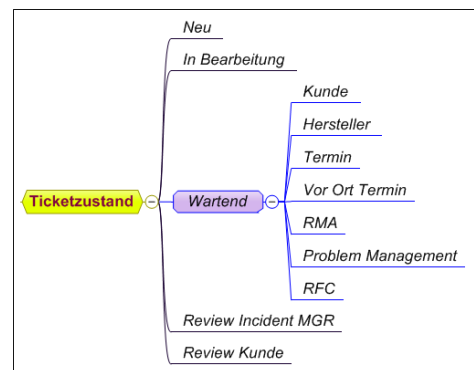 Neu
In Bearbeitung
Kunde
Hersteller
Termin
Vor Ort Termin
Ticketzustand
Wartend
RMA
Problem Management
RFC
Review Incident MGR
Review Kunde